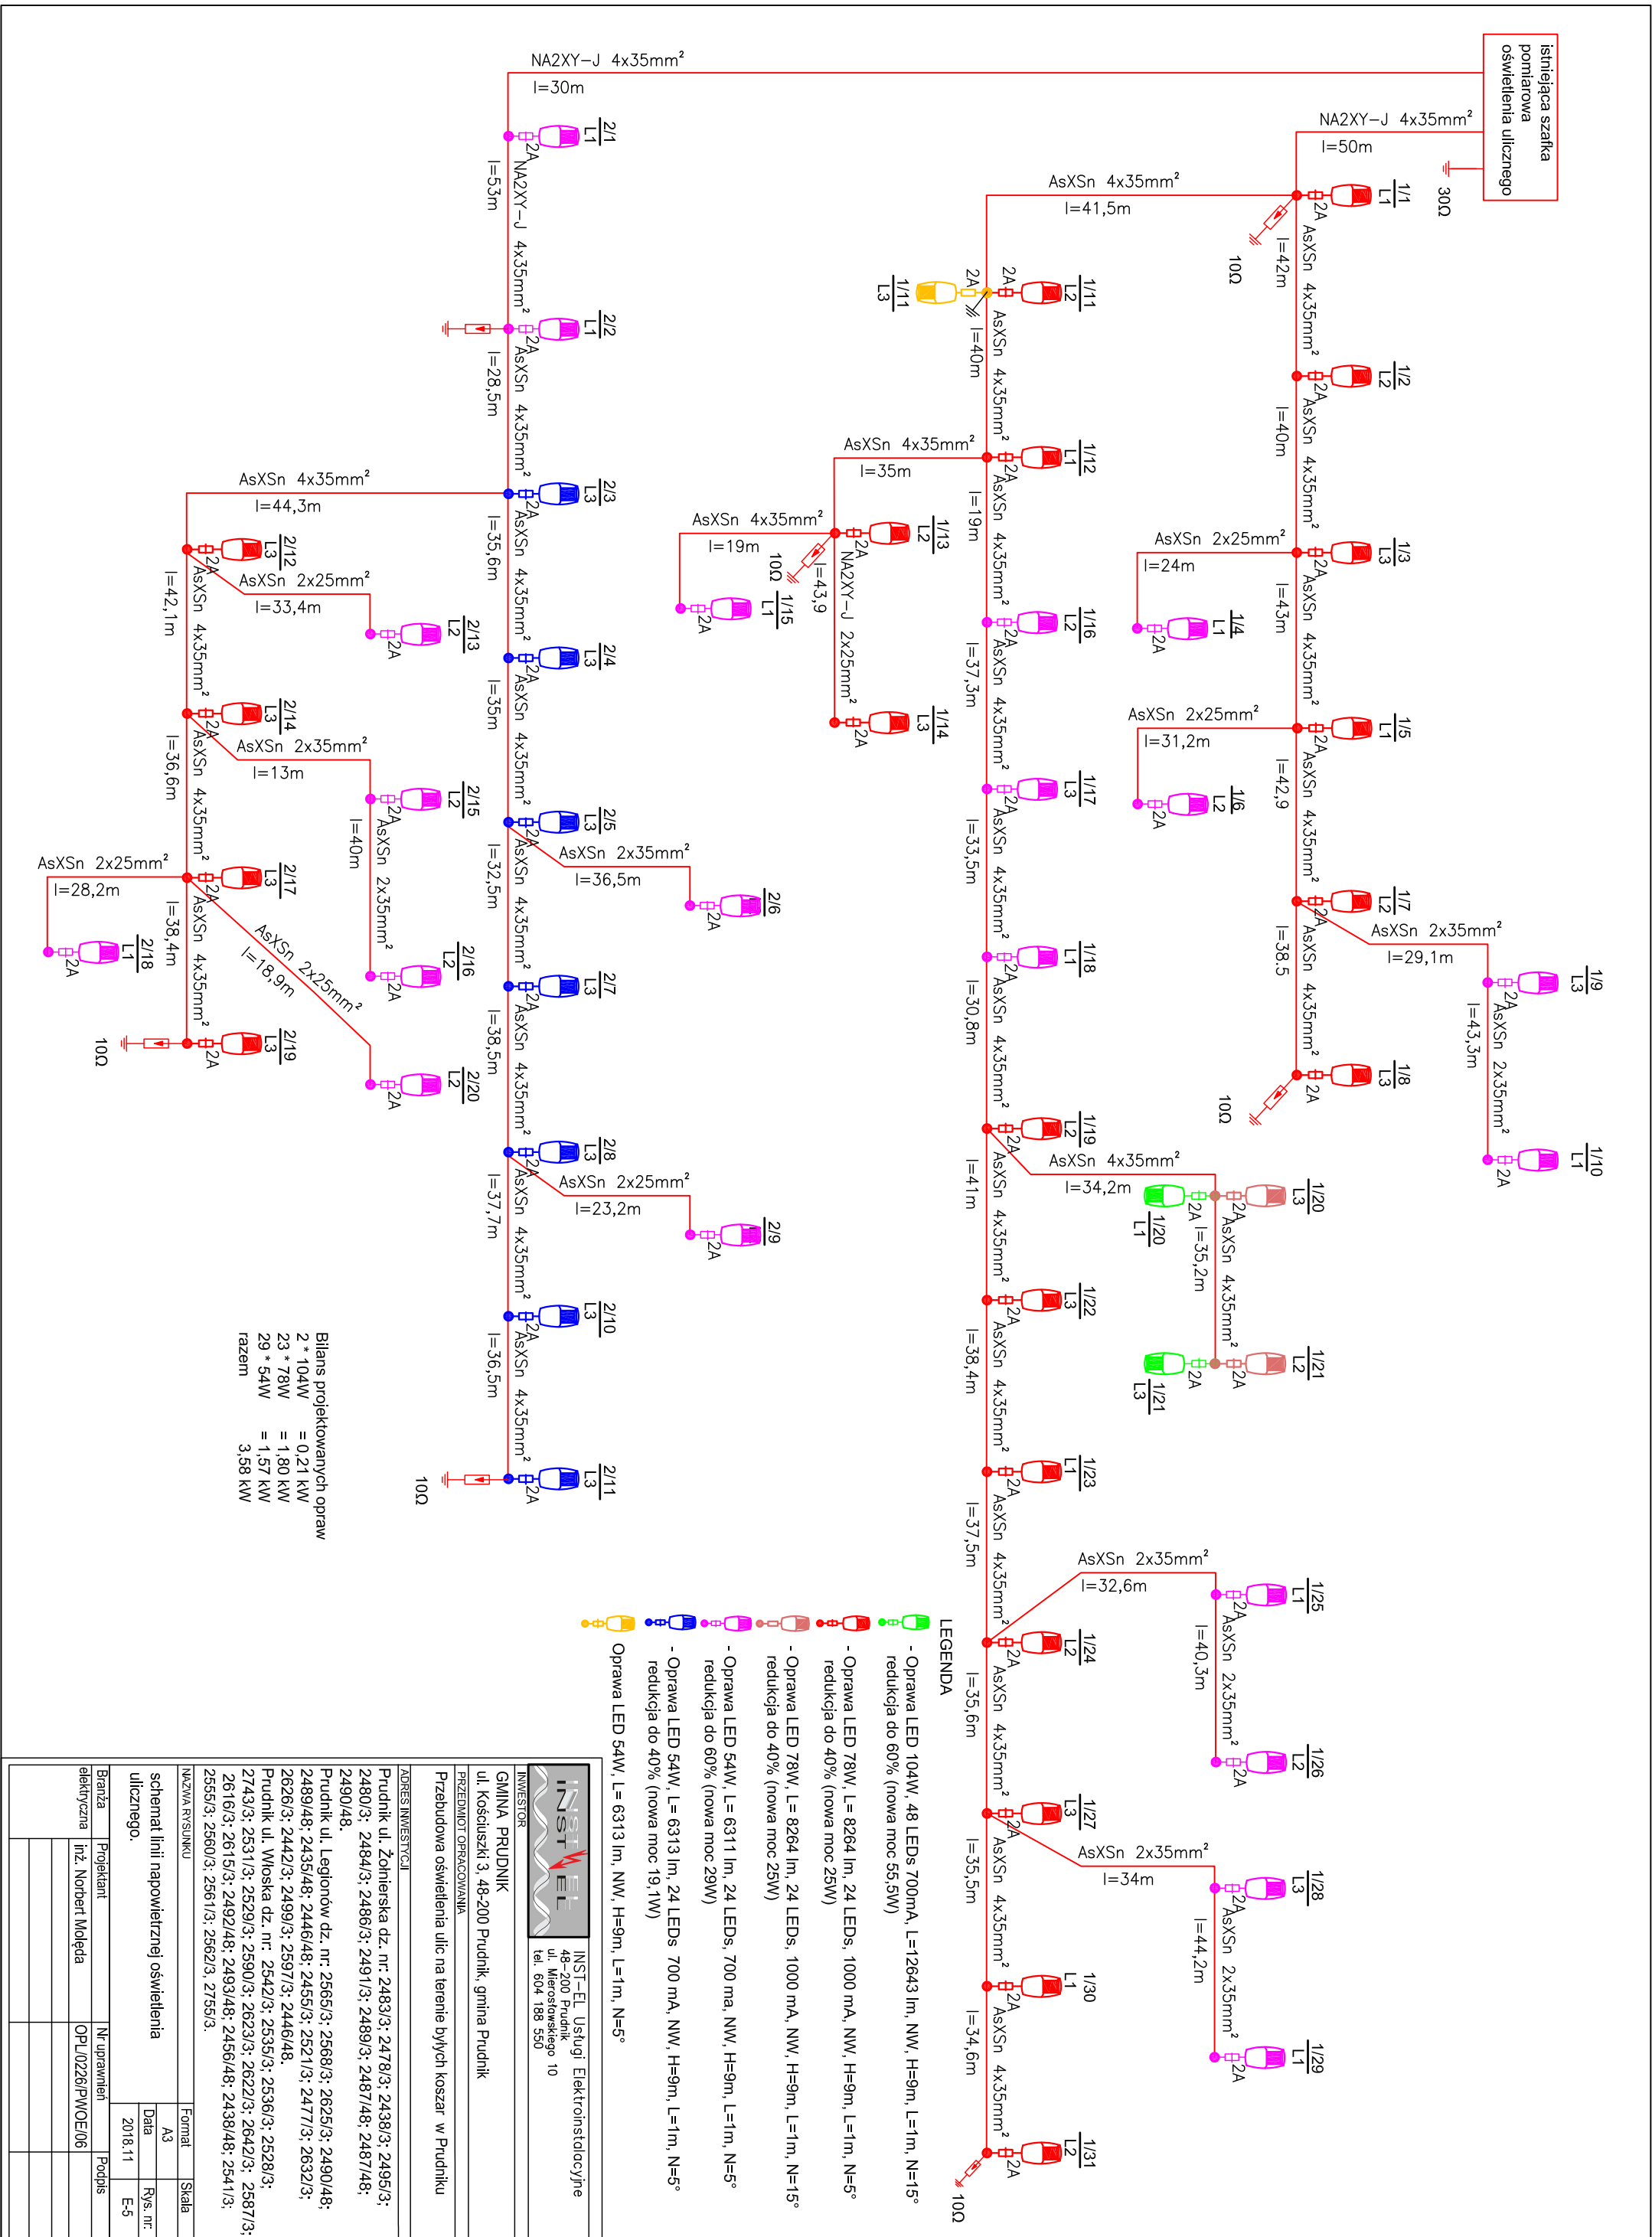 istniejąca szafka
pomiarowa
oświetlenia ulicznego
NA2XY-J 4x35mm²
l=30m
NA2XY-J 4x35mm²
l=50m
30Ω
1/1
L1
2A
10Ω
AsXSn 4x35mm²
l=42m
1/2
L2
2A
AsXSn 4x35mm²
l=40m
1/3
L3
2A
AsXSn 4x35mm²
l=43m
AsXSn 2x25mm²
l=24m
1/4
L1
2A
1/5
L1
2A
AsXSn 4x35mm²
l=42,9
AsXSn 2x25mm²
l=31,2m
1/6
L2
2A
1/7
L2
2A
AsXSn 4x35mm²
l=38.5
AsXSn 2x35mm²
l=29,1m
1/8
L3
2A
10Ω
1/9
L3
2A
AsXSn 2x35mm²
l=43,3m
1/10
L1
2A
AsXSn 4x35mm²
l=41,5m
1/11
L2
2A
2A
1/11
L3
AsXSn 4x35mm²
l=40m
1/12
L1
2A
AsXSn 4x35mm²
l=19m
AsXSn 4x35mm²
l=35m
1/13
L2
2A
10Ω
NA2XY-J 2x25mm²
l=43,9
1/14
L3
2A
AsXSn 4x35mm²
l=19m
1/15
L1
2A
1/16
L2
2A
AsXSn 4x35mm²
l=37,3m
1/17
L3
2A
AsXSn 4x35mm²
l=33,5m
1/18
L1
2A
AsXSn 4x35mm²
l=30,8m
1/19
L2
2A
AsXSn 4x35mm²
l=41m
AsXSn 4x35mm²
l=34,2m
1/20
L3
2A
2A
1/20
L1
AsXSn 4x35mm²
l=35,2m
1/21
L2
2A
2A
1/21
L3
1/22
L3
2A
AsXSn 4x35mm²
l=38,4m
1/23
L1
2A
AsXSn 4x35mm²
l=37,5m
1/24
L2
2A
AsXSn 4x35mm²
l=35,6m
AsXSn 2x35mm²
l=32,6m
1/25
L1
2A
AsXSn 2x35mm²
l=40,3m
1/26
L2
2A
1/27
L3
2A
AsXSn 4x35mm²
l=35,5m
AsXSn 2x35mm²
l=34m
1/28
L3
2A
AsXSn 2x35mm²
l=44,2m
1/29
L1
2A
1/30
L1
2A
AsXSn 4x35mm²
l=34,6m
1/31
L2
2A
10Ω
2/1
L1
2A
NA2XY-J 4x35mm²
l=53m
2/2
L1
2A
AsXSn 4x35mm²
l=28,5m
2/3
L3
2A
AsXSn 4x35mm²
l=35,6m
2/4
L3
2A
AsXSn 4x35mm²
l=35m
2/5
L3
2A
AsXSn 4x35mm²
l=32,5m
AsXSn 2x35mm²
l=36,5m
2/6
2A
2/7
L3
2A
AsXSn 4x35mm²
l=38,5m
2/8
L3
2A
AsXSn 4x35mm²
l=37,7m
AsXSn 2x25mm²
l=23,2m
2/9
2A
2/10
L3
2A
AsXSn 4x35mm²
l=36,5m
2/11
L3
2A
10Ω
AsXSn 4x35mm²
l=44,3m
2/12
L3
2A
AsXSn 4x35mm²
l=42,1m
AsXSn 2x25mm²
l=33,4m
2/13
L2
2A
2/14
L3
2A
AsXSn 4x35mm²
l=36,6m
AsXSn 2x35mm²
l=13m
2/15
L2
2A
AsXSn 2x35mm²
l=40m
2/16
L2
2A
2/17
L3
2A
AsXSn 4x35mm²
l=38,4m
AsXSn 2x25mm²
l=28,2m
2/18
L1
2A
AsXSn 2x25mm²
l=18,9m
2/19
L3
2A
10Ω
2/20
L2
2A
Bilans projektowanych opraw
2 * 104W = 0,21 kW
23 * 78W = 1,80 kW
29 * 54W = 1,57 kW
razem 3,58 kW
LEGENDA
- Oprawa LED 104W, 48 LEDs 700mA, L=12643 lm, NW, H=9m, L=1m, N=15°
redukcja do 60% (nowa moc 55,5W)
- Oprawa LED 78W, L= 8264 lm, 24 LEDs, 1000 mA, NW, H=9m, L=1m, N=5°
redukcja do 40% (nowa moc 25W)
- Oprawa LED 78W, L= 8264 lm, 24 LEDs, 1000 mA, NW, H=9m, L=1m, N=15°
redukcja do 40% (nowa moc 25W)
- Oprawa LED 54W, L= 6311 lm, 24 LEDs, 700 ma, NW, H=9m, L=1m, N=5°
redukcja do 60% (nowa moc 29W)
- Oprawa LED 54W, L= 6313 lm, 24 LEDs 700 mA, NW, H=9m, L=1m, N=5°
redukcja do 40% (nowa moc 19,1W)
Oprawa LED 54W, L= 6313 lm, NW, H=9m, L=1m, N=5°
INST EL
INST-EL Usługi Elektroinstalacyjne
48-200 Prudnik
ul. Mierosławskiego 10
tel. 604 188 550
INWESTOR
GMINA PRUDNIK
ul. Kościuszki 3, 48-200 Prudnik, gmina Prudnik
PRZEDMIOT OPRACOWANIA
Przebudowa oświetlenia ulic na terenie byłych koszar w Prudniku
ADRES INWESTYCJI
Prudnik ul. Żołnierska dz. nr: 2483/3; 2478/3; 2438/3; 2495/3;
2480/3; 2484/3; 2486/3; 2491/3; 2489/3; 2487/48; 2487/48;
2490/48.
Prudnik ul. Legionów dz. nr: 2565/3; 2568/3; 2625/3; 2490/48;
2489/48; 2435/48; 2446/48; 2455/3; 2521/3; 2477/3; 2632/3;
2626/3; 2442/3; 2499/3; 2597/3; 2446/48.
Prudnik ul. Włoska dz. nr: 2542/3; 2535/3; 2536/3; 2528/3;
2743/3; 2531/3; 2529/3; 2590/3; 2623/3; 2622/3; 2642/3; 2587/3;
2616/3; 2615/3; 2492/48; 2493/48; 2456/48; 2438/48; 2541/3;
2555/3; 2560/3; 2561/3; 2562/3, 2755/3.
NAZWA RYSUNKU
schemat linii napowietrznej oświetlenia
ulicznego.
Format
A3
Skala
Data
2018.11
Rys. nr:
E-5
Branża
Projektant
Nr uprawnień
Podpis
elektryczna
inż. Norbert Molęda
OPL/0226/PWOE/06